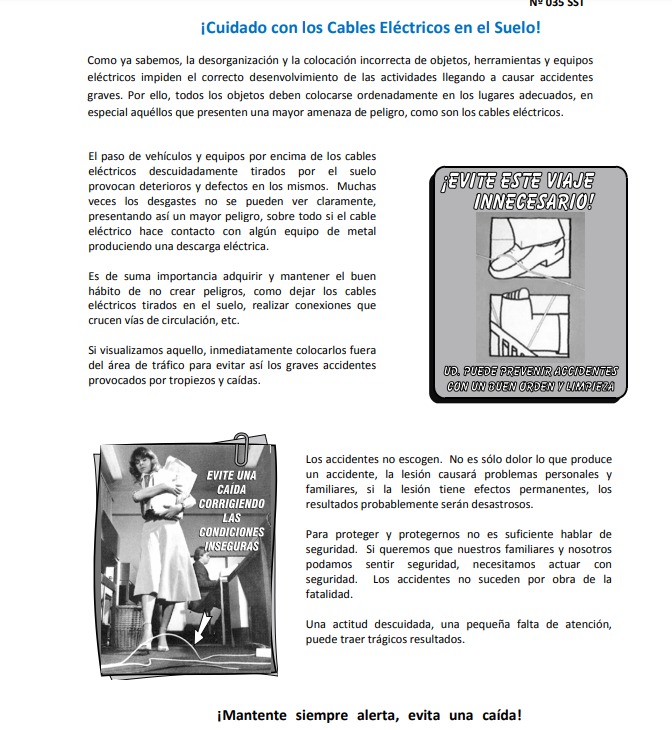 Nº 035 SST
¡Cuidado con los Cables Eléctricos en el Suelo!
Como ya sabemos, la desorganización y la colocación incorrecta de objetos, herramientas y equipos
eléctricos impiden el correcto desenvolvimiento de las actividades llegando a causar accidentes
graves. Por ello, todos los objetos deben colocarse ordenadamente en los lugares adecuados, en
especial aquéllos que presenten una mayor amenaza de peligro, como son los cables eléctricos.
El paso de vehículos y equipos por encima de los cables
eléctricos descuidadamente tirados por el suelo
provocan deterioros y defectos en los mismos. Muchas
veces los desgastes no se pueden ver claramente,
presentando así un mayor peligro, sobre todo si el cable
eléctrico hace contacto con algún equipo de metal
produciendo una descarga eléctrica.
Es de suma importancia adquirir y mantener el buen
hábito de no crear peligros, como dejar los cables
eléctricos tirados en el suelo, realizar conexiones que
crucen vías de circulación, etc.
Si visualizamos aquello, inmediatamente colocarlos fuera
del área de tráfico para evitar así los graves accidentes
provocados por tropiezos y caídas.
¡EVITE ESTE VIAJE
INNECESARIO!
UD. PUEDE PREVENIR ACCIDENTES
CON UN BUEN ORDEN Y LIMPIEZA
EVITE UNA
CAÍDA
CORRIGIENDO
LAS
CONDICIONES
INSEGURAS
Los accidentes no escogen. No es sólo dolor lo que produce
un accidente, la lesión causará problemas personales y
familiares, si la lesión tiene efectos permanentes, los
resultados probablemente serán desastrosos.
Para proteger y protegernos no es suficiente hablar de
seguridad. Si queremos que nuestros familiares y nosotros
podamos sentir seguridad, necesitamos actuar con
seguridad. Los accidentes no suceden por obra de la
fatalidad.
Una actitud descuidada, una pequeña falta de atención,
puede traer trágicos resultados.
¡Mantente siempre alerta, evita una caída!